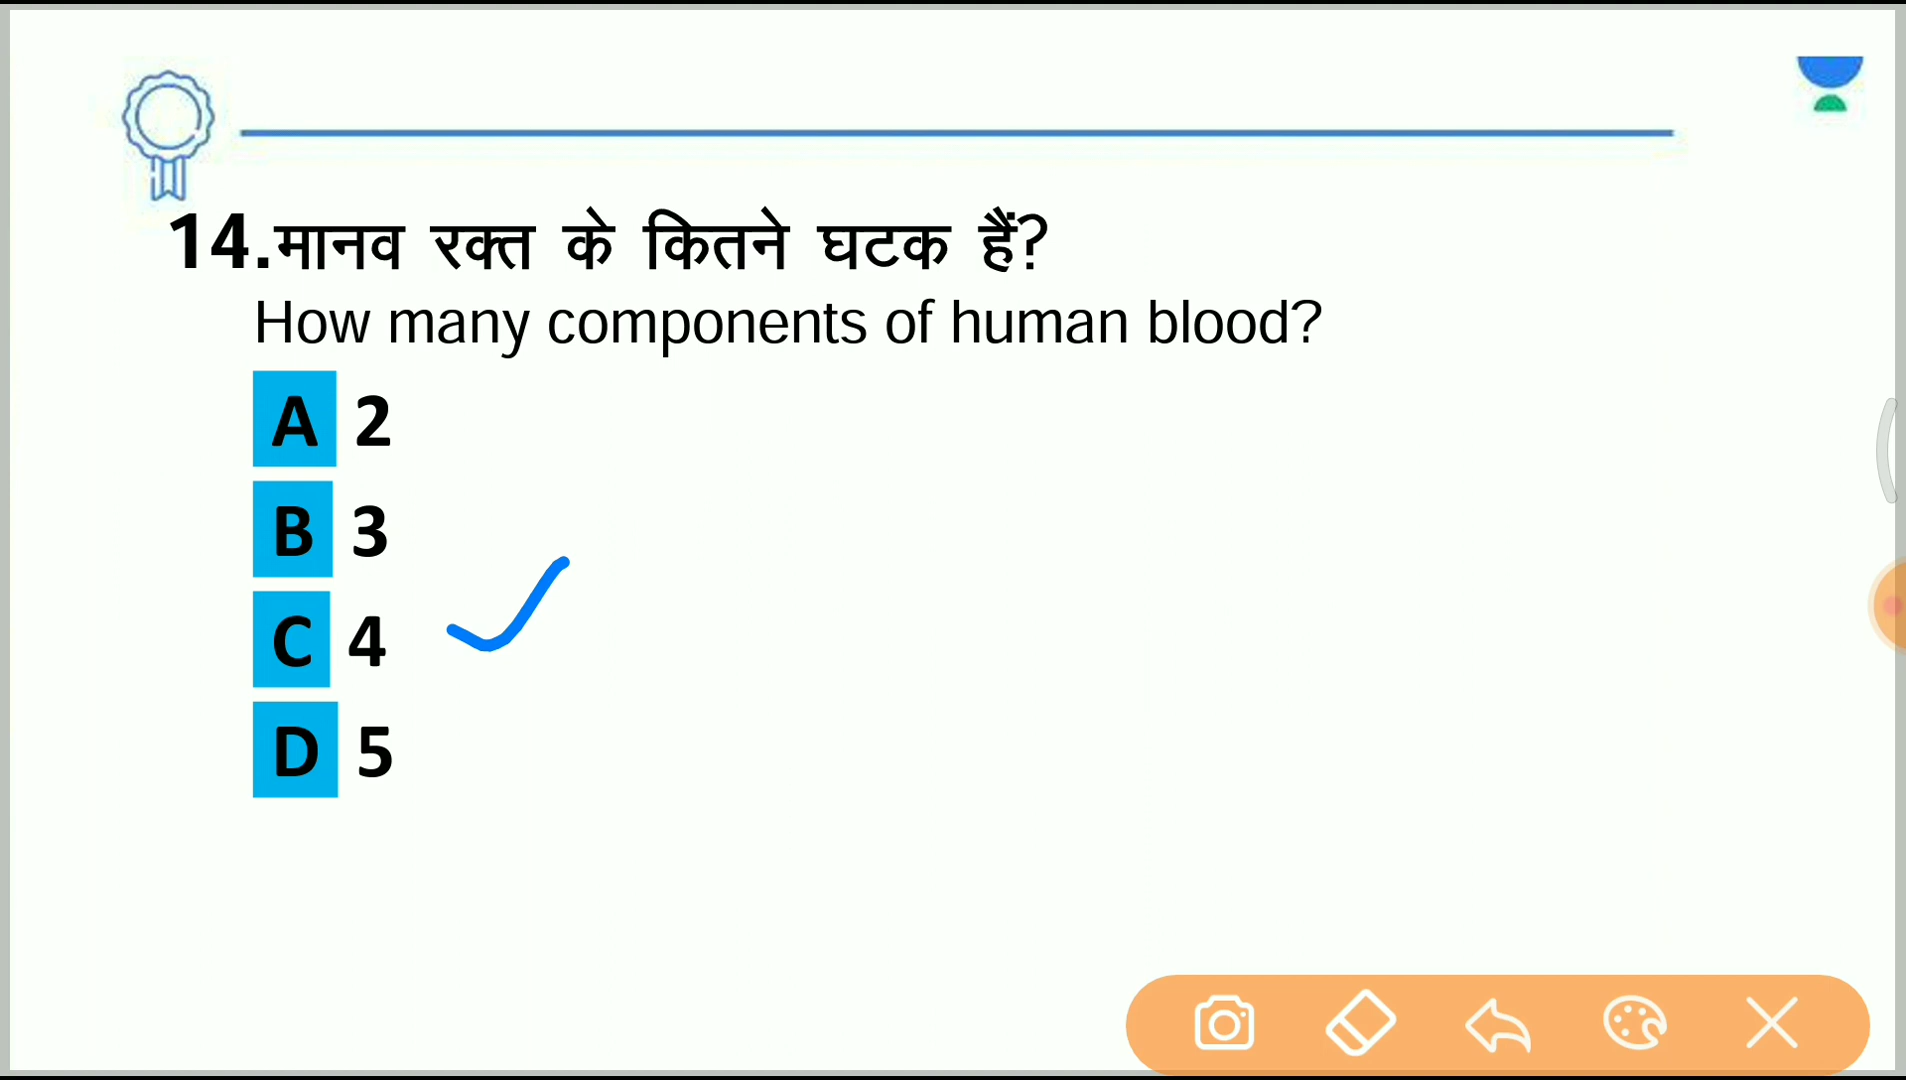 14.मानव रक्त के कितने घटक हैं?
How many components of human blood?
A 2
B 3
C 4
D 5